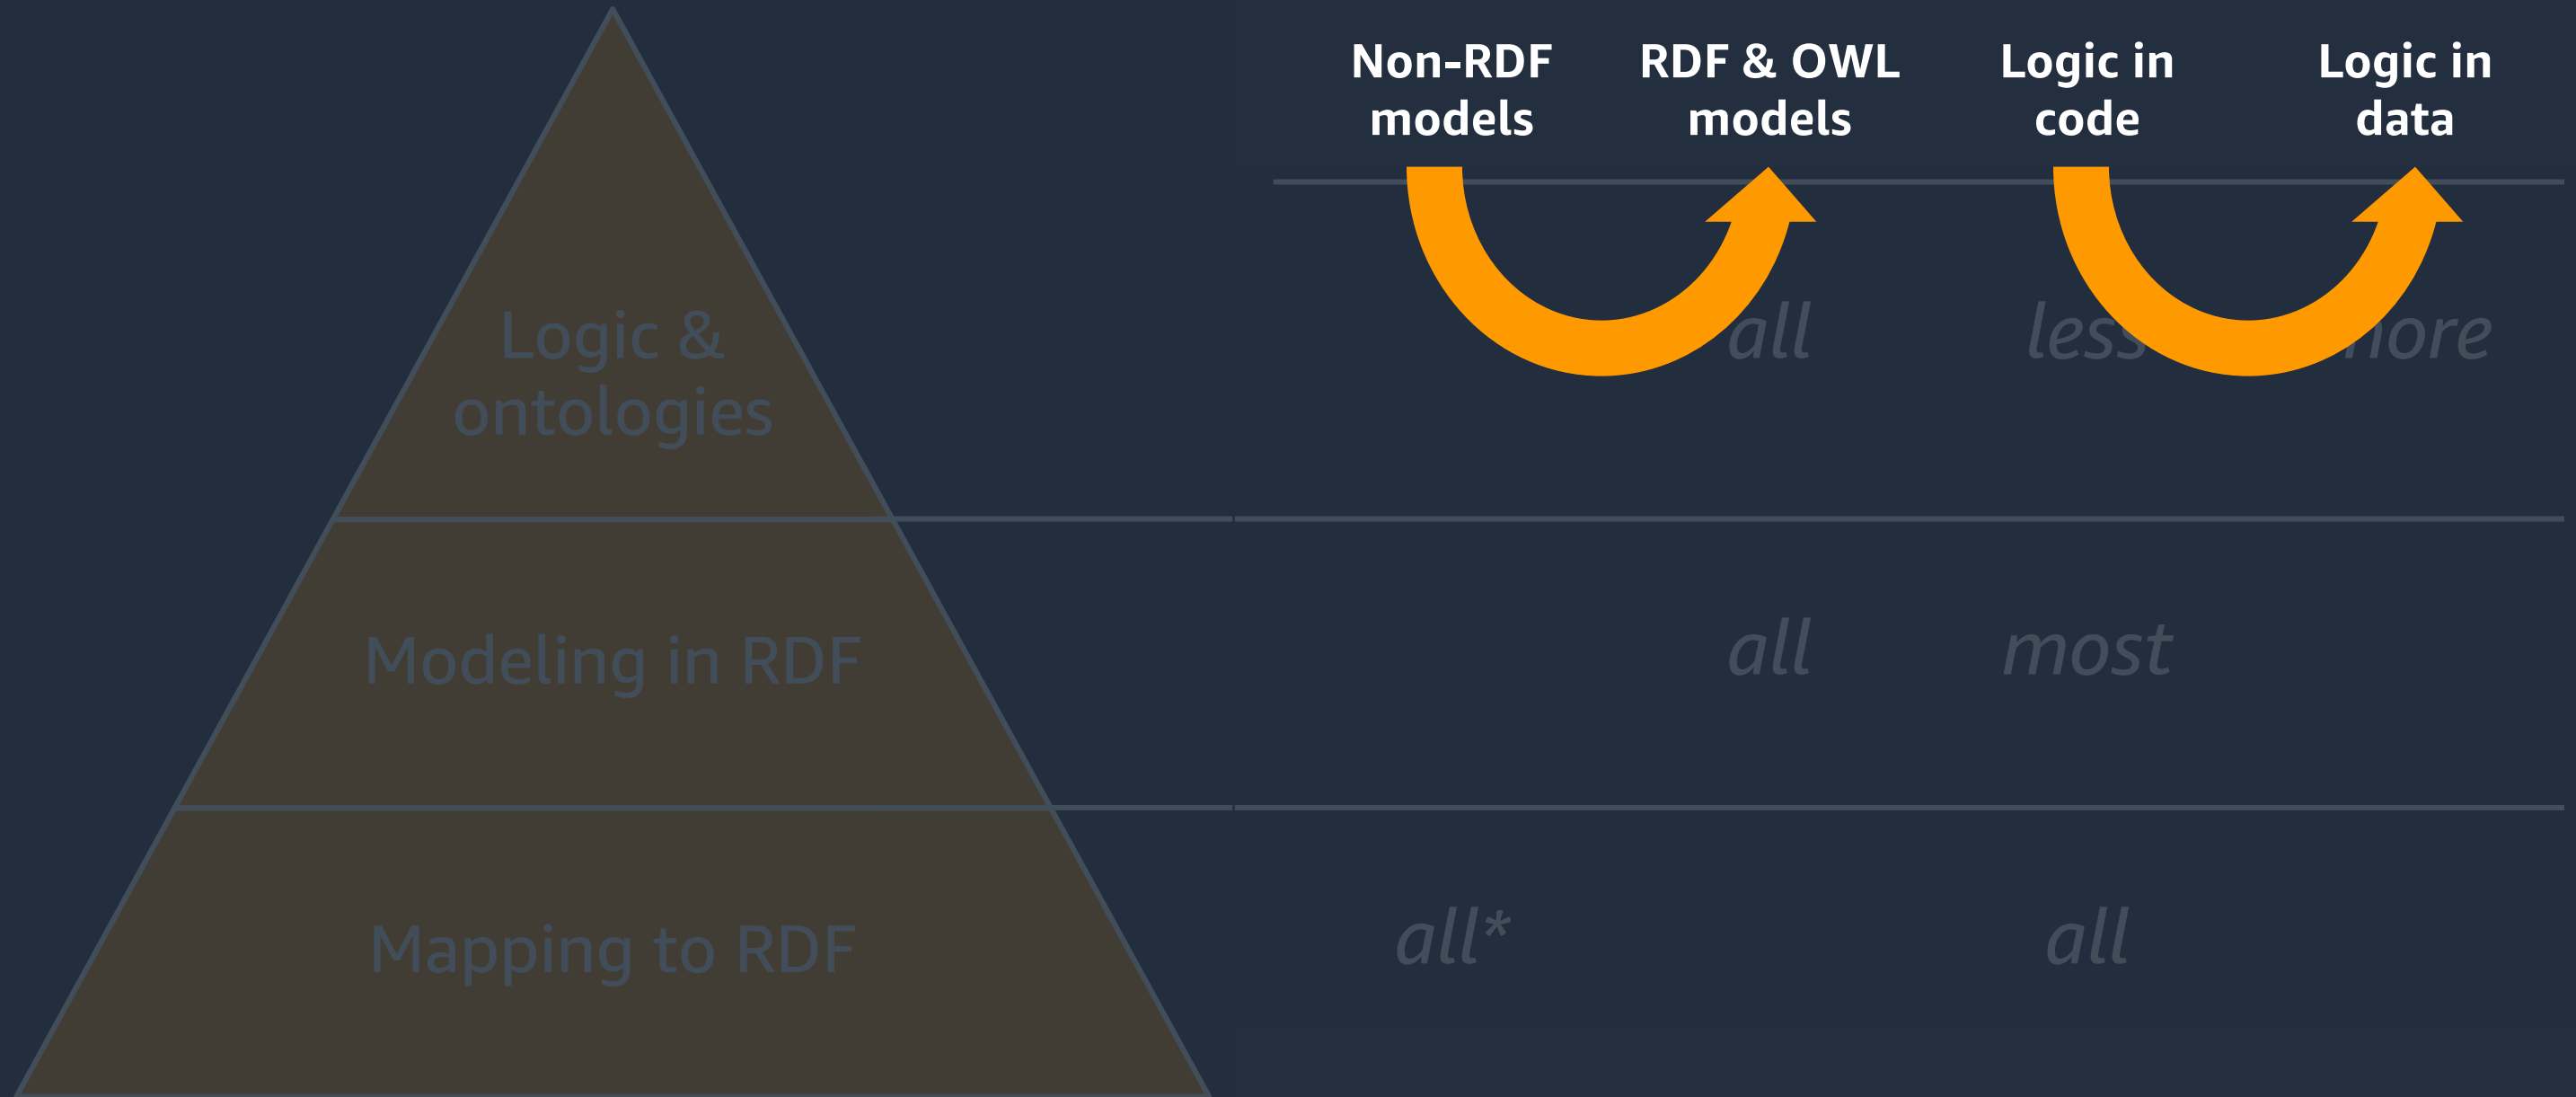 Non-RDF
models
RDF & OWL
models
Logic in
code
Logic in
data
Logic &
ontologies
all
less
more
Modeling in RDF
all
most
Mapping to RDF
all*
all